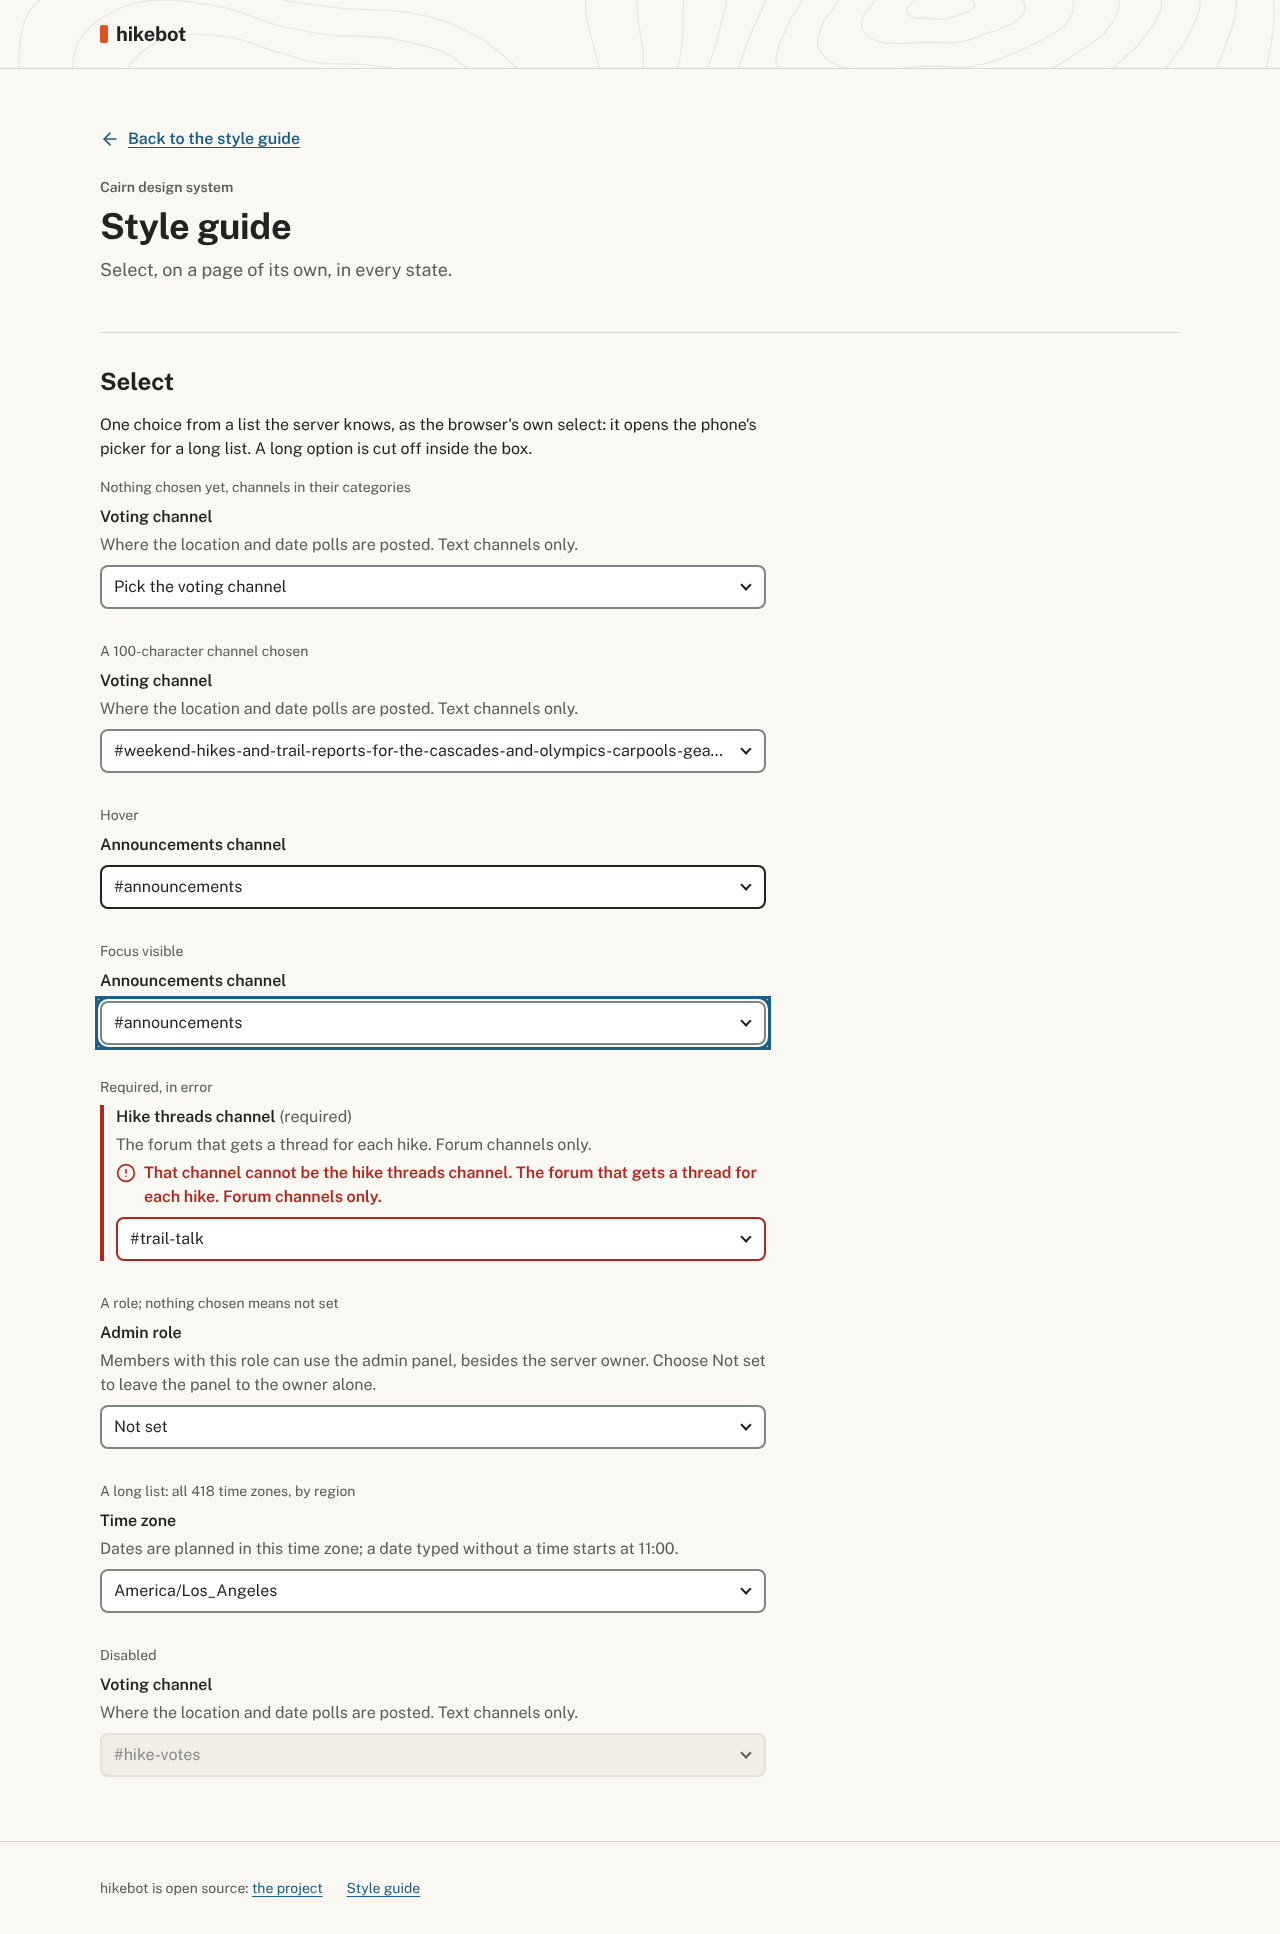 hikebot
Back to the style guide
Cairn design system
Style guide
Select, on a page of its own, in every state.
Select
One choice from a list the server knows, as the browser's own select: it opens the phone's
picker for a long list. A long option is cut off inside the box.
Nothing chosen yet, channels in their categories
Voting channel
Where the location and date polls are posted. Text channels only.
Pick the voting channel
A 100-character channel chosen
Voting channel
Where the location and date polls are posted. Text channels only.
#weekend-hikes-and-trail-reports-for-the-cascades-and-olympics-carpools-gea...
Hover
Announcements channel
#announcements
Focus visible
Announcements channel
#announcements
Required, in error
Hike threads channel (required)
The forum that gets a thread for each hike. Forum channels only.
That channel cannot be the hike threads channel. The forum that gets a thread for
each hike. Forum channels only.
#trail-talk
A role; nothing chosen means not set
Admin role
Members with this role can use the admin panel, besides the server owner. Choose Not set
to leave the panel to the owner alone.
Not set
A long list: all 418 time zones, by region
Time zone
Dates are planned in this time zone; a date typed without a time starts at 11:00.
America/Los_Angeles
Disabled
Voting channel
Where the location and date polls are posted. Text channels only.
#hike-votes
hikebot is open source: the project Style guide